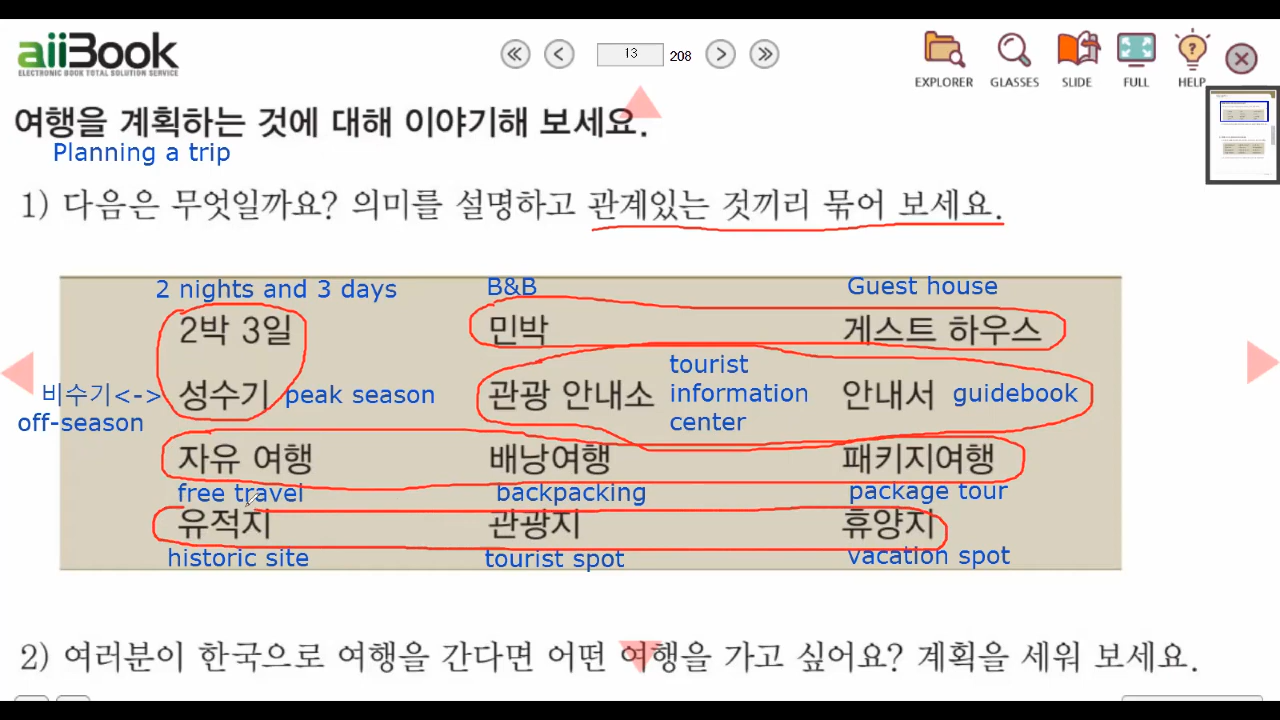 aiiBook
ELECTRONIC BOOK TOTAL SOLUTION SERVICE
13
208
EXPLORER GLASSES SLIDE FULL HELP
여행을 계획하는 것에 대해 이야기해 보세요.
Planning a trip
1) 다음은 무엇일까요? 의미를 설명하고 관계있는 것끼리 묶어 보세요.
2 nights and 3 days B&B Guest house
2박 3일 민박 게스트 하우스
비수기<-> 성수기 peak season 관광 안내소 tourist information center 안내서 guidebook
off-season
자유 여행 배낭여행 패키지여행
free travel backpacking package tour
유적지 관광지 휴양지
historic site tourist spot vacation spot
2) 여러분이 한국으로 여행을 간다면 어떤 여행을 가고 싶어요? 계획을 세워 보세요.